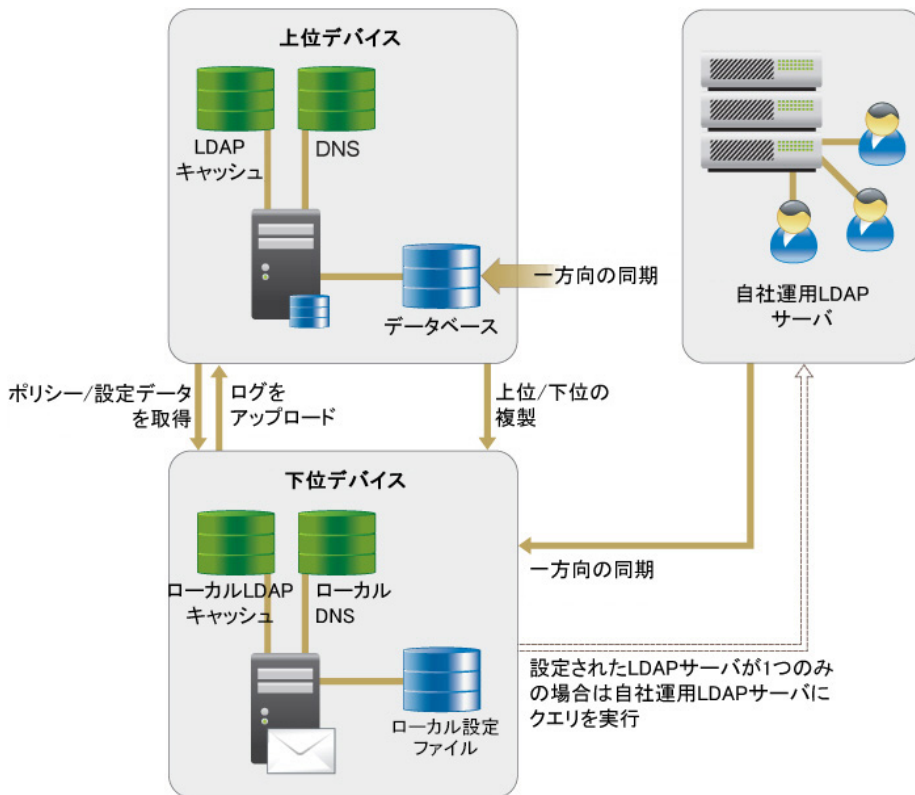 上位デバイス
LDAP
キャッシュ
DNS
データベース
一方向の同期
自社運用LDAP
サーバ
ポリシー/設定データ
を取得
ログを
アップロード
上位/下位の
複製
下位デバイス
ローカルLDAP
キャッシュ
ローカル
DNS
ローカル設定
ファイル
一方向の同期
設定されたLDAPサーバが1つのみ
の場合は自社運用LDAPサーバに
クエリを実行